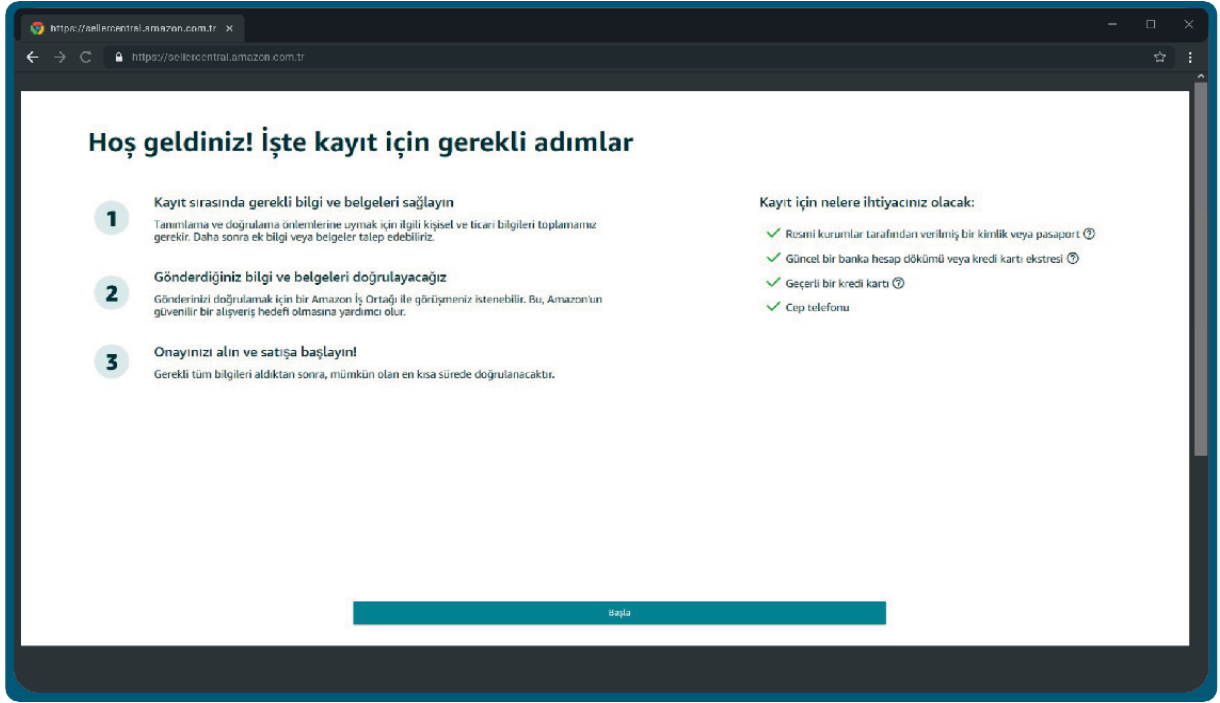 https://sellercentral.amazon.com.tr
https://sellercentral.amazon.com.tr
Hoş geldiniz! İşte kayıt için gerekli adımlar
1
Kayıt sırasında gerekli bilgi ve belgeleri sağlayın
Tanımlama ve doğrulama önlemlerine uymak için ilgili kişisel ve ticari bilgileri toplamamız
gerekir. Daha sonra ek bilgi veya belgeler talep edebiliriz.
2
Gönderdiğiniz bilgi ve belgeleri doğrulayacağız
Gönderinizi doğrulamak için bir Amazon İş Ortağı ile görüşmeniz istenebilir. Bu, Amazon'un
güvenilir bir alışveriş hedefi olmasına yardımcı olur.
3
Onayınızı alın ve satışa başlayın!
Gerekli tüm bilgileri aldıktan sonra, mümkün olan en kısa sürede doğrulanacaktır.
Kayıt için nelere ihtiyacınız olacak:
Resmi kurumlar tarafından verilmiş bir kimlik veya pasaport
Güncel bir banka hesap dökümü veya kredi kartı ekstresi
Geçerli bir kredi kartı
Cep telefonu
Başla